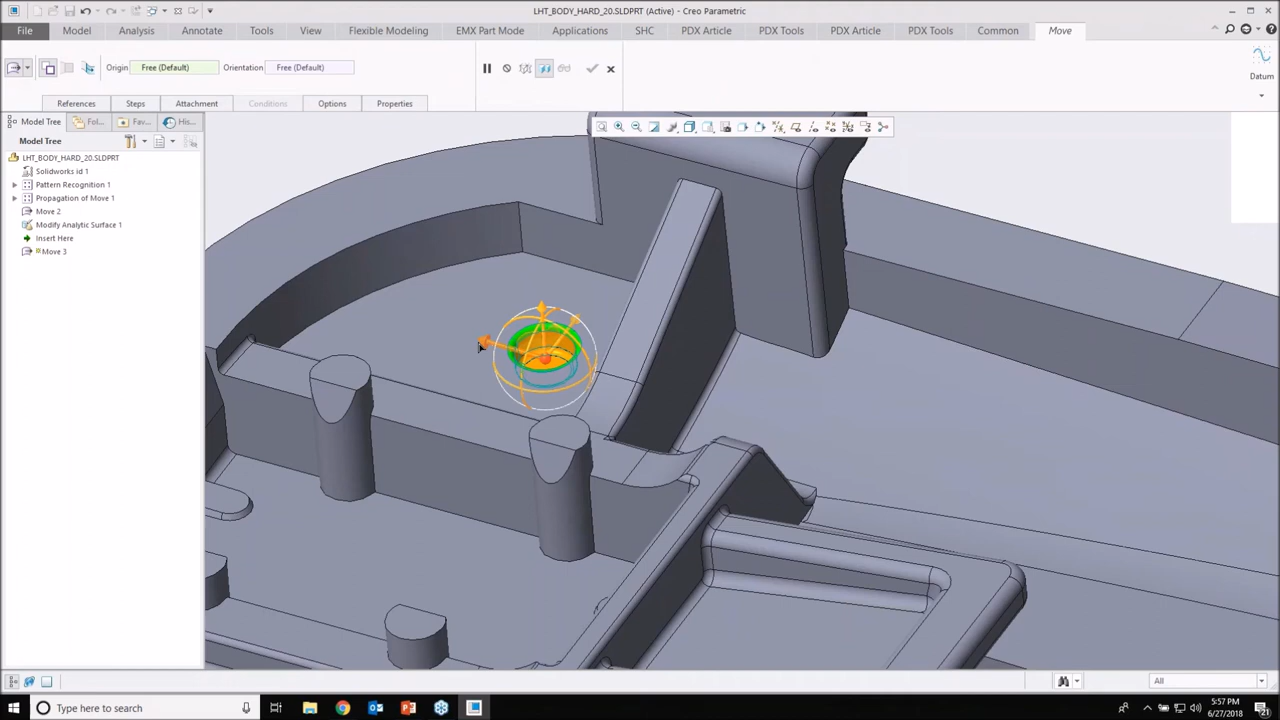 LHT_BODY_HARD_20.SLDPRT (Active) - Creo Parametric
File Model Analysis Annotate Tools View Flexible Modeling EMX Part Mode Applications SHC PDX Article PDX Tools PDX Article PDX Tools Common Move
Origin Free (Default) Orientation Free (Default)
Datum
References Steps Attachment Conditions Options Properties
Model Tree Fol... Fav... His...
Model Tree
LHT_BODY_HARD_20.SLDPRT
Solidworks id 1
Pattern Recognition 1
Propagation of Move 1
Move 2
Modify Analytic Surface 1
Insert Here
Move 3
All
Type here to search
5:57 PM
6/27/2018
21